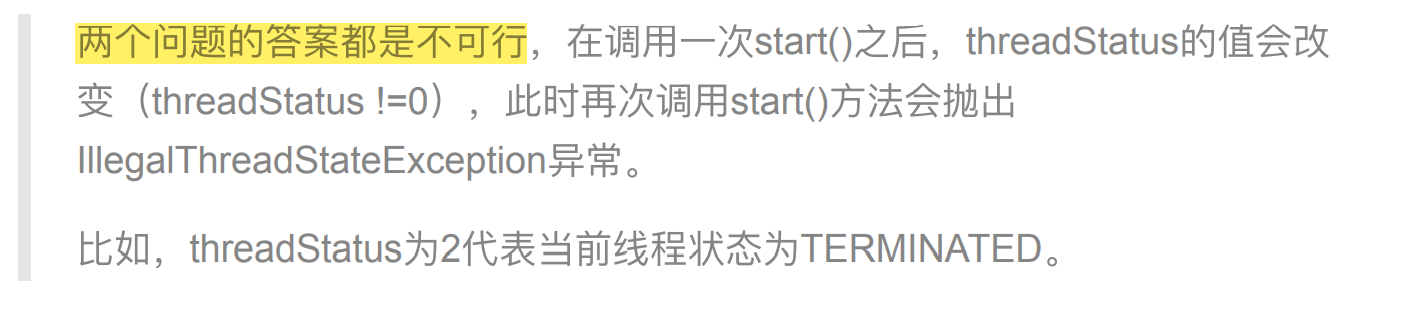 两个问题的答案都是不可行，在调用一次start()之后，threadStatus的值会改
变（threadStatus !=0），此时再次调用start()方法会抛出
IllegalThreadStateException异常。
比如，threadStatus为2代表当前线程状态为TERMINATED。